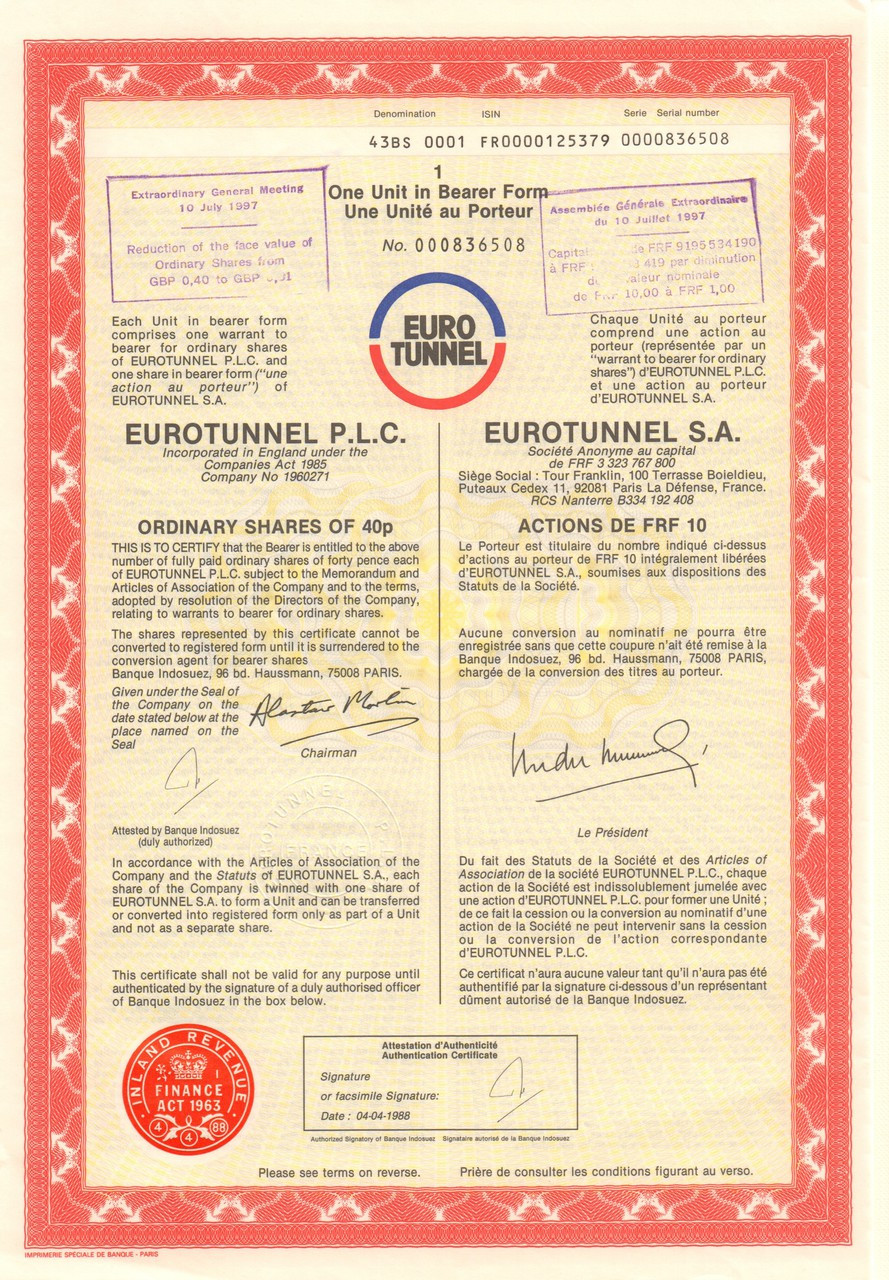 Denomination ISIN Serie Serial number
43BS 0001 FR0000125379 0000836508
1
One Unit in Bearer Form
Une Unité au Porteur
No. 000836508
Extraordinary General Meeting
10 July 1997
Reduction of the face value of
Ordinary Shares from
GBP 0,40 to GBP
Assemblée Générale Extraordinaire
du 10 Juillet 1997
de FRF 9195534190
à FRF 419 par diminution
valeur nominale
de 10,00 à FRF 1,00
EURO
TUNNEL
Each Unit in bearer form
comprises one warrant to
bearer for ordinary shares
of EUROTUNNEL P.L.C. and
one share in bearer form ("une
action au porteur") of
EUROTUNNEL S.A.
Chaque Unité au porteur
comprend une action au
porteur (représentée par un
"warrant to bearer for ordinary
shares") d'EUROTUNNEL P.L.C.
et une action au porteur
d'EUROTUNNEL S.A.
EUROTUNNEL P.L.C.
Incorporated in England under the
Companies Act 1985
Company No 1960271
ORDINARY SHARES OF 40p
THIS IS TO CERTIFY that the Bearer is entitled to the above
number of fully paid ordinary shares of forty pence each
of EUROTUNNEL P.L.C. subject to the Memorandum and
Articles of Association of the Company and to the terms,
adopted by resolution of the Directors of the Company,
relating to warrants to bearer for ordinary shares.
The shares represented by this certificate cannot be
converted to registered form until it is surrendered to the
conversion agent for bearer shares
Banque Indosuez, 96 bd. Haussmann, 75008 PARIS.
Given under the Seal of
the Company on the
date stated below at the
place named on the
Seal
Alastair Morton
Chairman
Attested by Banque Indosuez
(duly authorized)
In accordance with the Articles of Association of the
Company and the Statuts of EUROTUNNEL S.A., each
share of the Company is twinned with one share of
EUROTUNNEL S.A. to form a Unit and can be transferred
or converted into registered form only as part of a Unit
and not as a separate share.
This certificate shall not be valid for any purpose until
authenticated by the signature of a duly authorised officer
of Banque Indosuez in the box below.
EUROTUNNEL S.A.
Société Anonyme au capital
de FRF 3 323 767 800
Siège Social : Tour Franklin, 100 Terrasse Boieldieu,
Puteaux Cedex 11, 92081 Paris La Défense, France.
RCS Nanterre B334 192 408
ACTIONS DE FRF 10
Le Porteur est titulaire du nombre indiqué ci-dessus
d'actions au porteur de FRF 10 intégralement libérées
d'EUROTUNNEL S.A., soumises aux dispositions des
Statuts de la Société.
Aucune conversion au nominatif ne pourra être
enregistrée sans que cette coupure n'ait été remise à la
Banque Indosuez, 96 bd. Haussmann, 75008 PARIS,
chargée de la conversion des titres au porteur.
Le Président
Du fait des Statuts de la Société et des Articles of
Association de la société EUROTUNNEL P.L.C., chaque
action de la Société est indissolublement jumelée avec
une action d'EUROTUNNEL P.L.C. pour former une Unité ;
de ce fait la cession ou la conversion au nominatif d'une
action de la Société ne peut intervenir sans la cession
ou la conversion de l'action correspondante
d'EUROTUNNEL P.L.C.
Ce certificat n'aura aucune valeur tant qu'il n'aura pas été
authentifié par la signature ci-dessous d'un représentant
dûment autorisé de la Banque Indosuez.
INLAND REVENUE
FINANCE
ACT 1963
4 4 88
Attestation d'Authenticité
Authentication Certificate
Signature
or facsimile Signature:
Date : 04-04-1988
Authorized Signatory of Banque Indosuez Signataire autorisé de la Banque Indosuez
Please see terms on reverse.
Prière de consulter les conditions figurant au verso.
IMPRIMERIE SPÉCIALE DE BANQUE - PARIS